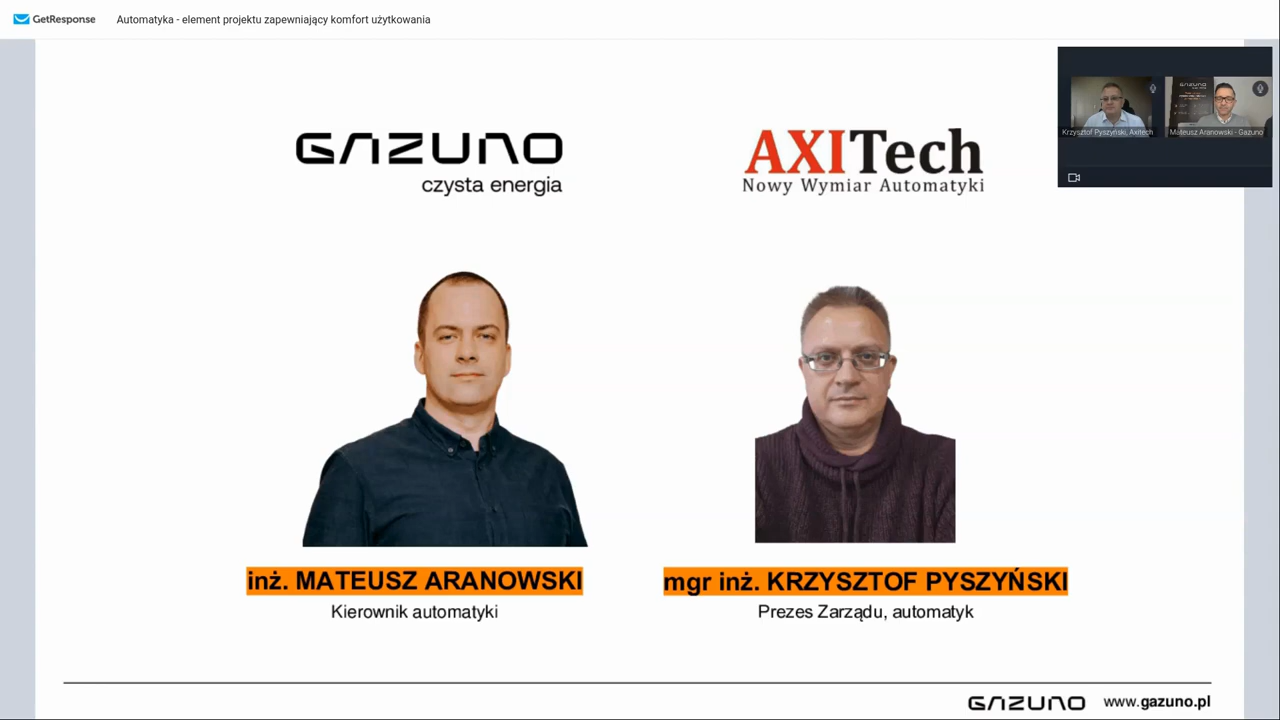 GetResponse Automatyka - element projektu zapewniający komfort użytkowania
GAZUNO
czysta energia
AXITech
Nowy Wymiar Automatyki
Krzysztof Pyszyński, Axitech
Mateusz Aranowski - Gazuno
inż. MATEUSZ ARANOWSKI
Kierownik automatyki
mgr inż. KRZYSZTOF PYSZYŃSKI
Prezes Zarządu, automatyk
GAZUNO www.gazuno.pl